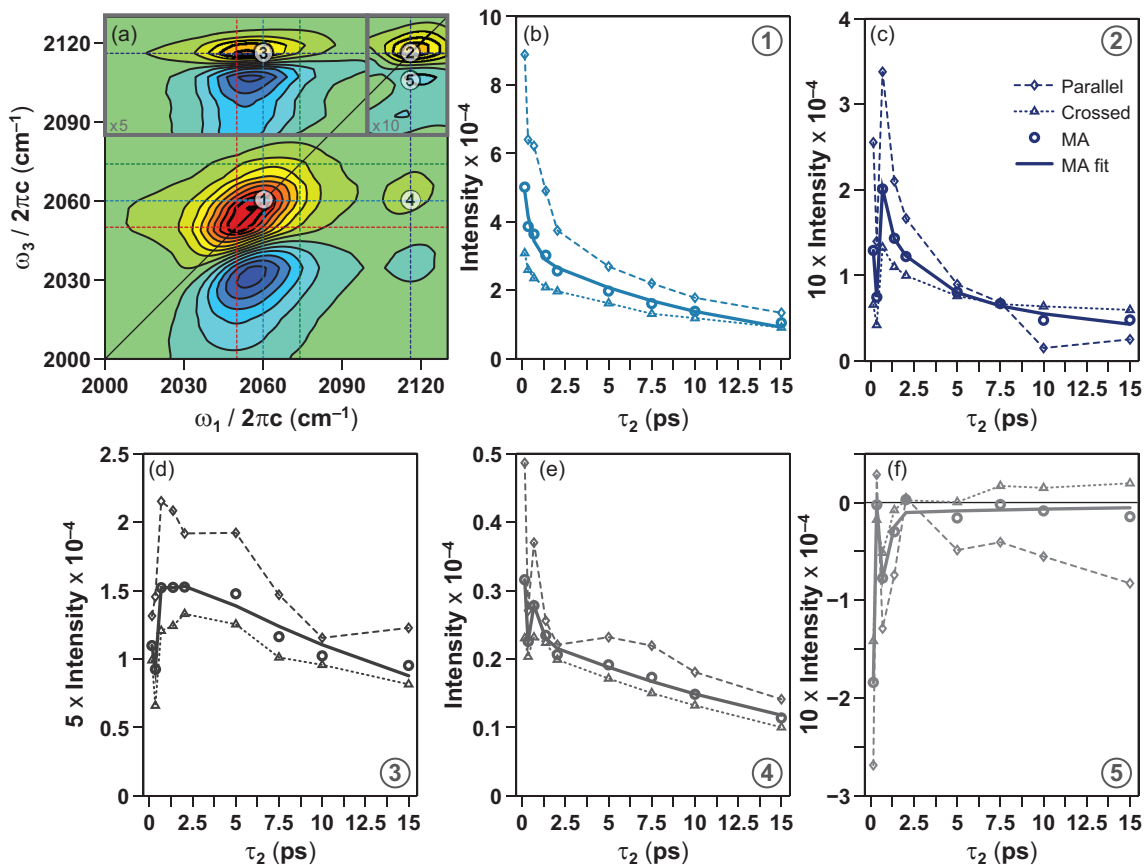 (a)
3
2
5
x5
x10
1
4
2120
2090
2060
2030
2000
ω3 / 2πc (cm−1)
2000 2030 2060 2090 2120
ω1 / 2πc (cm−1)
(b)
1
10
8
6
4
2
0
Intensity x 10−4
0 2.5 5 7.5 10 12.5 15
τ2 (ps)
(c)
2
Parallel
Crossed
MA
MA fit
4
3
2
1
0
10 x Intensity x 10−4
0 2.5 5 7.5 10 12.5 15
τ2 (ps)
(d)
3
2.5
2
1.5
1
0.5
0
5 x Intensity x 10−4
0 2.5 5 7.5 10 12.5 15
τ2 (ps)
(e)
4
0.5
0.4
0.3
0.2
0.1
0
Intensity x 10−4
0 2.5 5 7.5 10 12.5 15
τ2 (ps)
(f)
5
0
−1
−2
−3
10 x Intensity x 10−4
0 2.5 5 7.5 10 12.5 15
τ2 (ps)